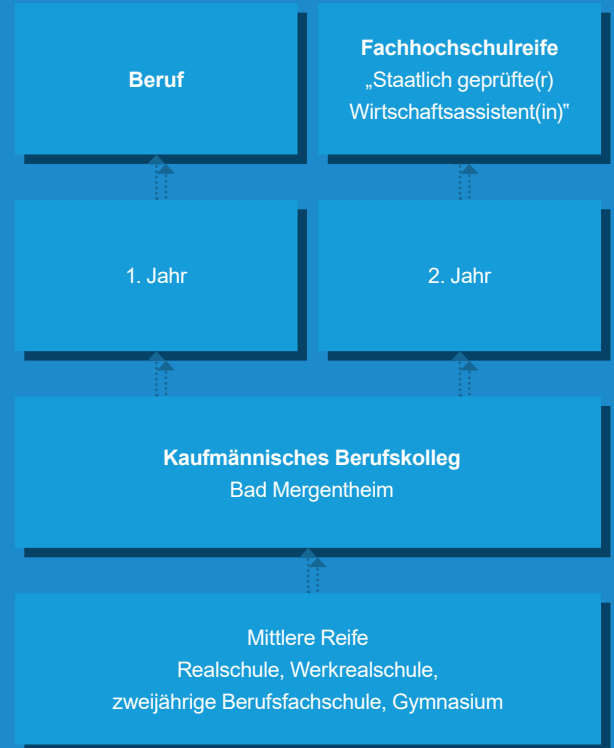 Beruf
Fachhochschulreife
„Staatlich geprüfte(r)
Wirtschaftsassistent(in)“
1. Jahr
2. Jahr
Kaufmännisches Berufskolleg
Bad Mergentheim
Mittlere Reife
Realschule, Werkrealschule,
zweijährige Berufsfachschule, Gymnasium